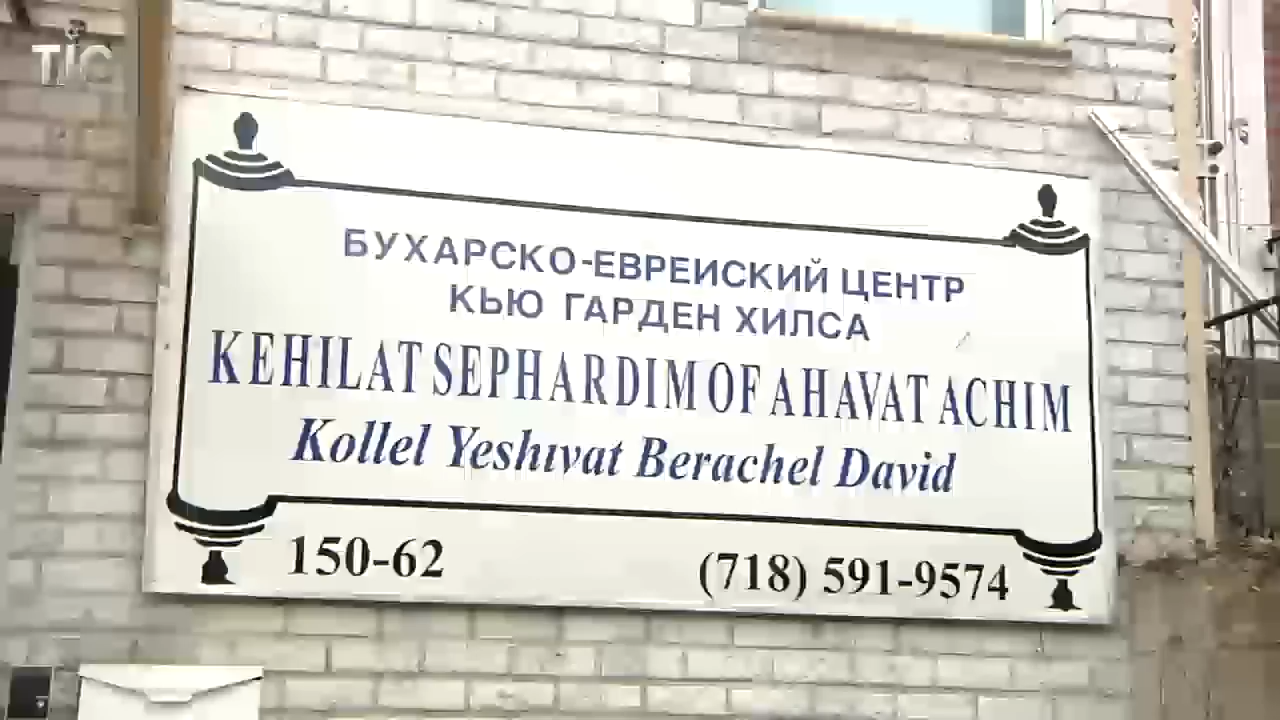 TiC
БУХАРСКО-ЕВРЕИСКИЙ ЦЕНТР
КЬЮ ГАРДЕН ХИЛСА
KEHILAT SEPHARDIM OF AHAVAT ACHIM
Kollel Yeshivat Berachel David
150-62 (718) 591-9574